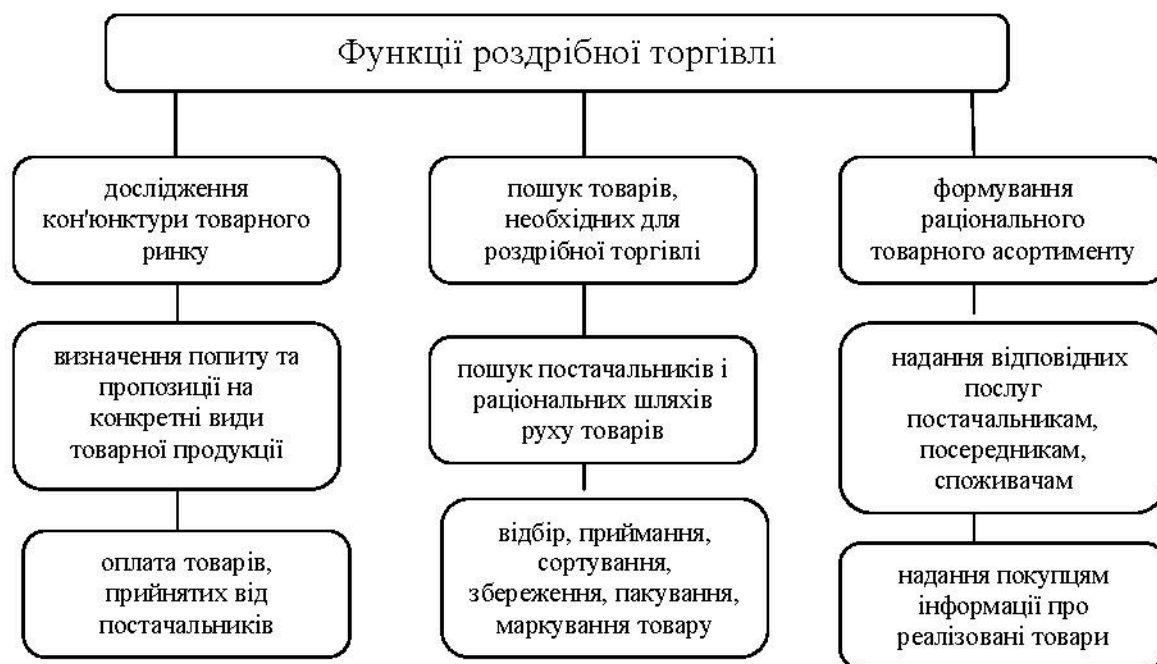 Функції роздрібної торгівлі
дослідження
кон'юнктури товарного
ринку
пошук товарів,
необхідних для
роздрібної торгівлі
формування
раціонального
товарного асортименту
визначення попиту та
пропозиції на
конкретні види
товарної продукції
пошук постачальників і
раціональних шляхів
руху товарів
надання відповідних
послуг
постачальникам,
посередникам,
споживачам
оплата товарів,
прийнятих від
постачальників
відбір, приймання,
сортування,
збереження, пакування,
маркування товару
надання покупцям
інформації про
реалізовані товари